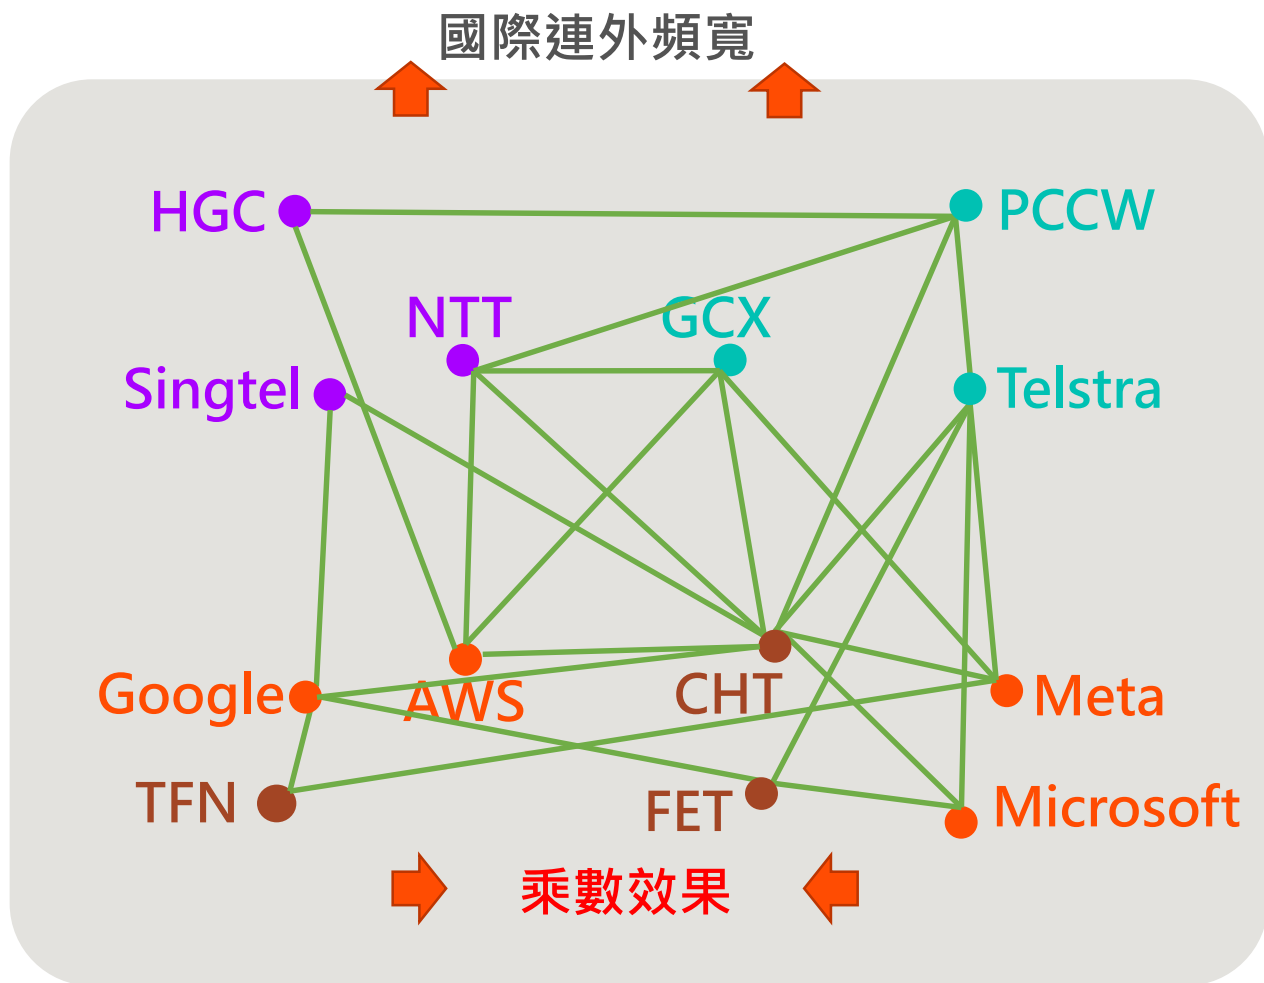 國際連外頻寬
HGC
PCCW
NTT
GCX
Singtel
Telstra
Google
AWS
CHT
Meta
TFN
FET
Microsoft
乘數效果